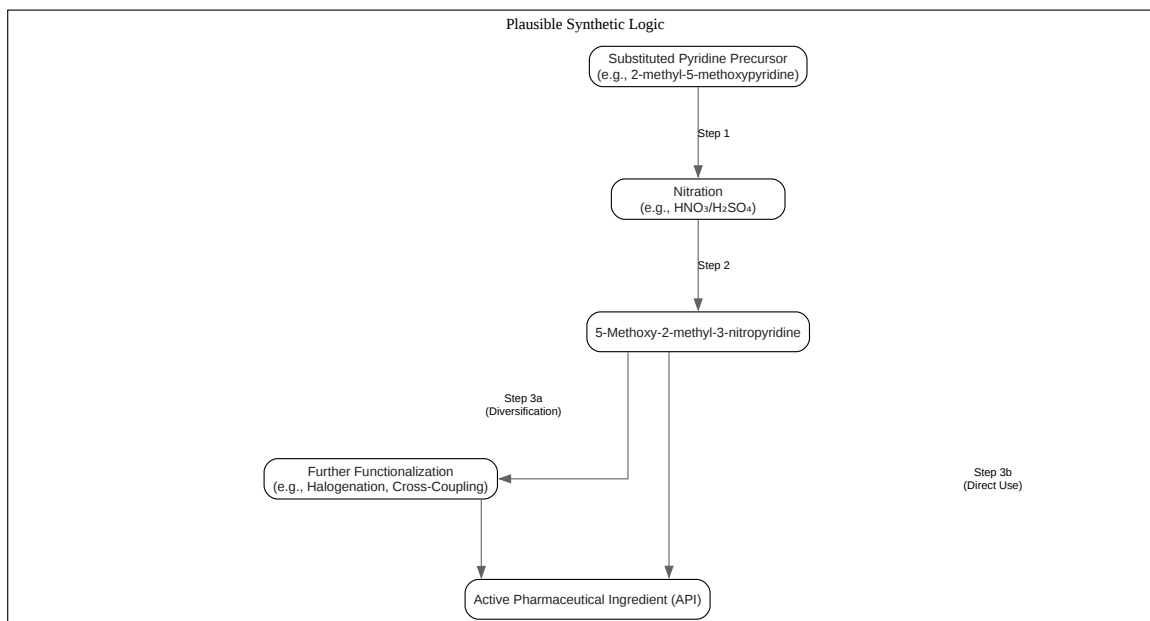 Plausible Synthetic Logic
Substituted Pyridine Precursor
(e.g., 2-methyl-5-methoxypyridine)
Step 1
Nitration
(e.g., HNO₃/H₂SO₄)
Step 2
5-Methoxy-2-methyl-3-nitropyridine
Step 3a
(Diversification)
Further Functionalization
(e.g., Halogenation, Cross-Coupling)
Step 3b
(Direct Use)
Active Pharmaceutical Ingredient (API)